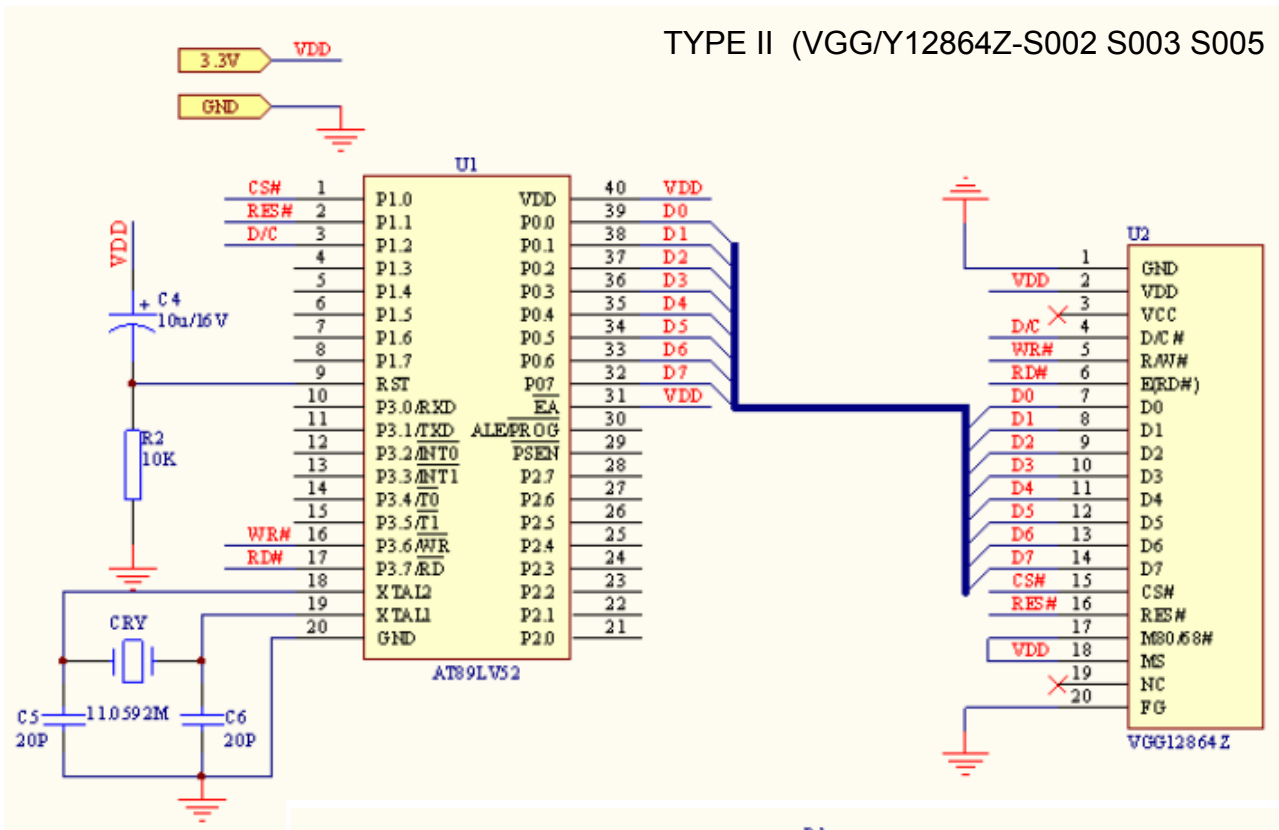 TYPE II (VGG/Y12864Z-S002 S003 S005
3.3V VDD
GND
U1
CS# 1 P1.0 VDD 40 VDD
RES# 2 P1.1 P0.0 39 D0
D/C 3 P1.2 P0.1 38 D1
4 P1.3 P0.2 37 D2
5 P1.4 P0.3 36 D3
6 P1.5 P0.4 35 D4
7 P1.6 P0.5 34 D5
8 P1.7 P0.6 33 D6
9 RST P07 32 D7
10 P3.0/RXD EA 31 VDD
11 P3.1/TXD ALE/PROG 30
12 P3.2/INT0 PSEN 29
13 P3.3/INT1 P2.7 28
14 P3.4/T0 P2.6 27
15 P3.5/T1 P2.5 26
WR# 16 P3.6/WR P2.4 25
RD# 17 P3.7/RD P2.3 24
18 XTAL2 P2.2 23
19 XTAL1 P2.1 22
20 GND P2.0 21
AT89LV52
VDD
+ C4
10u/16V
R2
10K
CRY
11.0592M
C5
20P
C6
20P
U2
1 GND
VDD 2 VDD
3 VCC
D/C 4 D/C#
WR# 5 R/W#
RD# 6 E(RD#)
D0 7 D0
D1 8 D1
D2 9 D2
D3 10 D3
D4 11 D4
D5 12 D5
D6 13 D6
D7 14 D7
CS# 15 CS#
RES# 16 RES#
17 M80/68#
VDD 18 MS
19 NC
20 FG
VGG12864Z